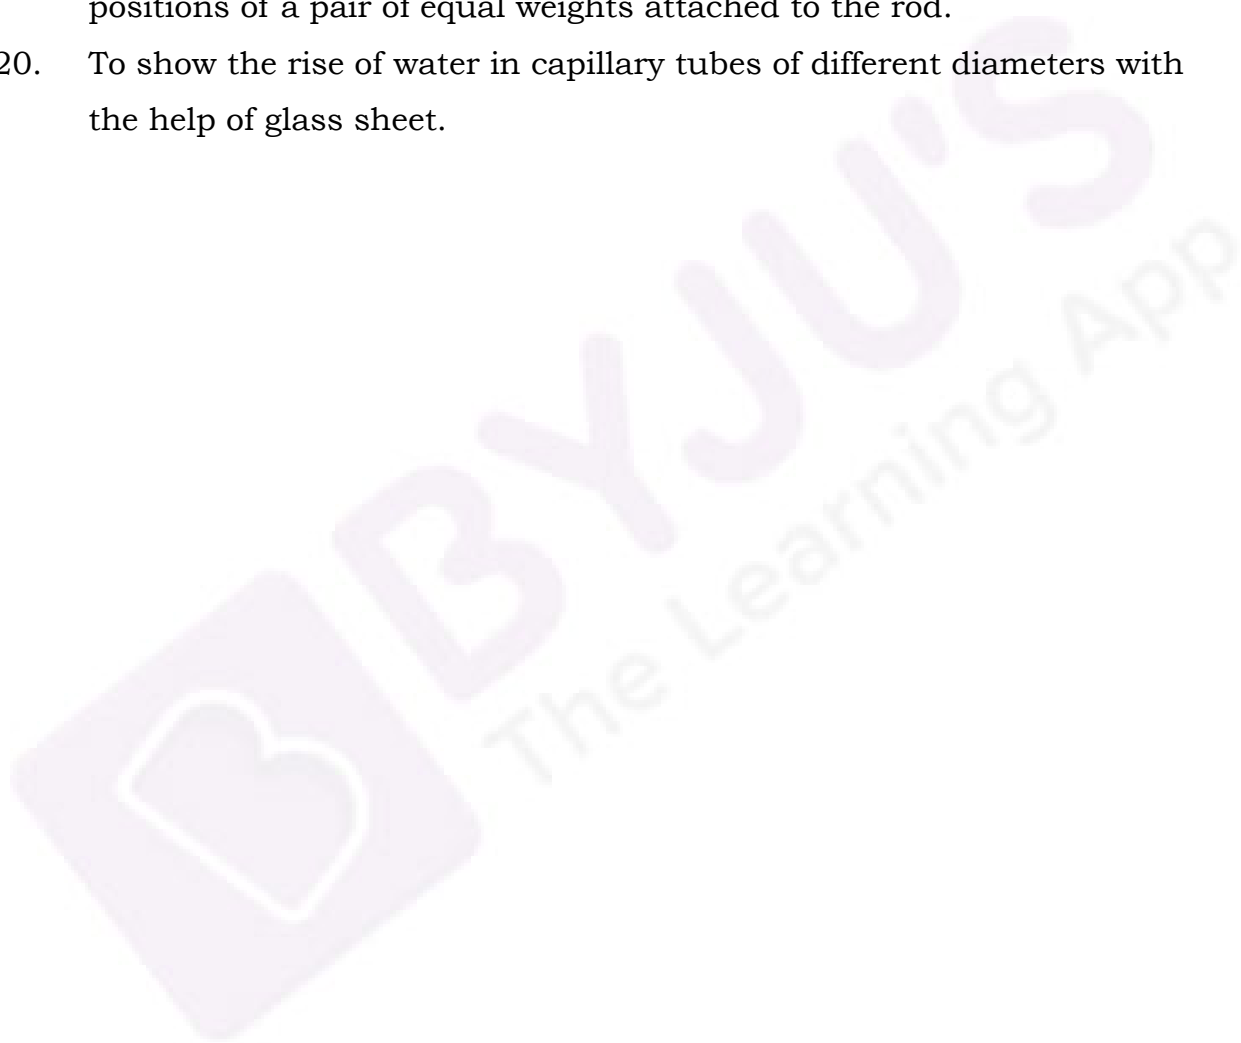 positions of a pair of equal weights attached to the rod.
20. To show the rise of water in capillary tubes of different diameters with
the help of glass sheet.
BYJU'S
The Learning App